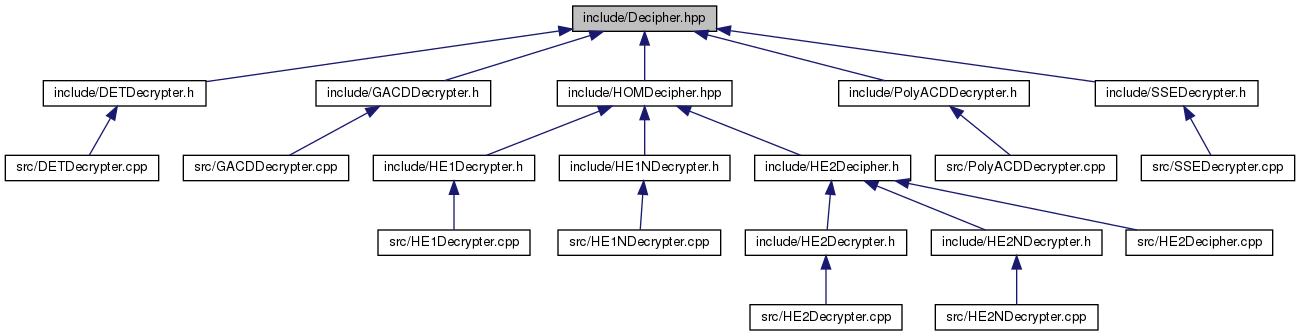 include/Decipher.hpp
include/DETDecrypter.h
include/GACDDecrypter.h
include/HOMDecipher.hpp
include/PolyACDDecrypter.h
include/SSEDecrypter.h
src/DETDecrypter.cpp
src/GACDDecrypter.cpp
include/HE1Decrypter.h
include/HE1NDecrypter.h
include/HE2Decipher.h
src/PolyACDDecrypter.cpp
src/SSEDecrypter.cpp
src/HE1Decrypter.cpp
src/HE1NDecrypter.cpp
include/HE2Decrypter.h
include/HE2NDecrypter.h
src/HE2Decipher.cpp
src/HE2Decrypter.cpp
src/HE2NDecrypter.cpp